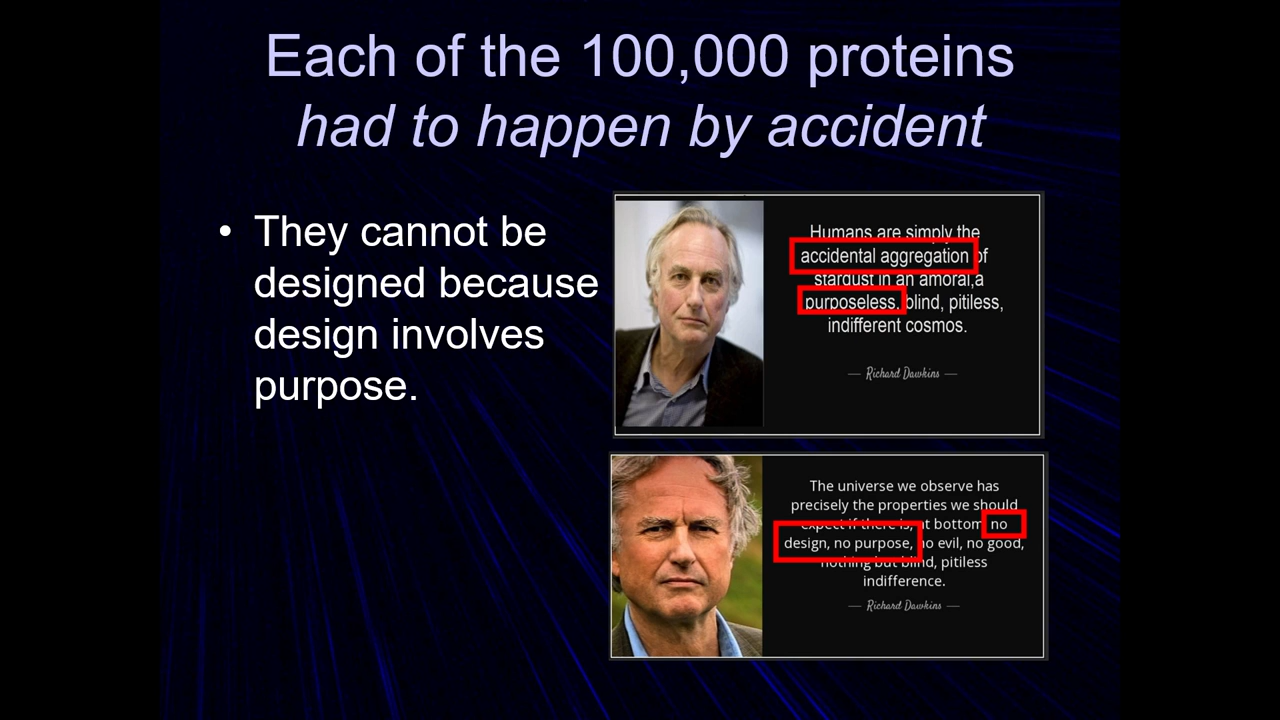 Each of the 100,000 proteins
had to happen by accident
• They cannot be
designed because
design involves
purpose.
Humans are simply the
accidental aggregation of
stardust in an amoral,a
purposeless, blind, pitiless,
indifferent cosmos.
— Richard Dawkins —
The universe we observe has
precisely the properties we should
expect if there is, at bottom, no
design, no purpose, no evil, no good,
nothing but blind, pitiless
indifference.
— Richard Dawkins —